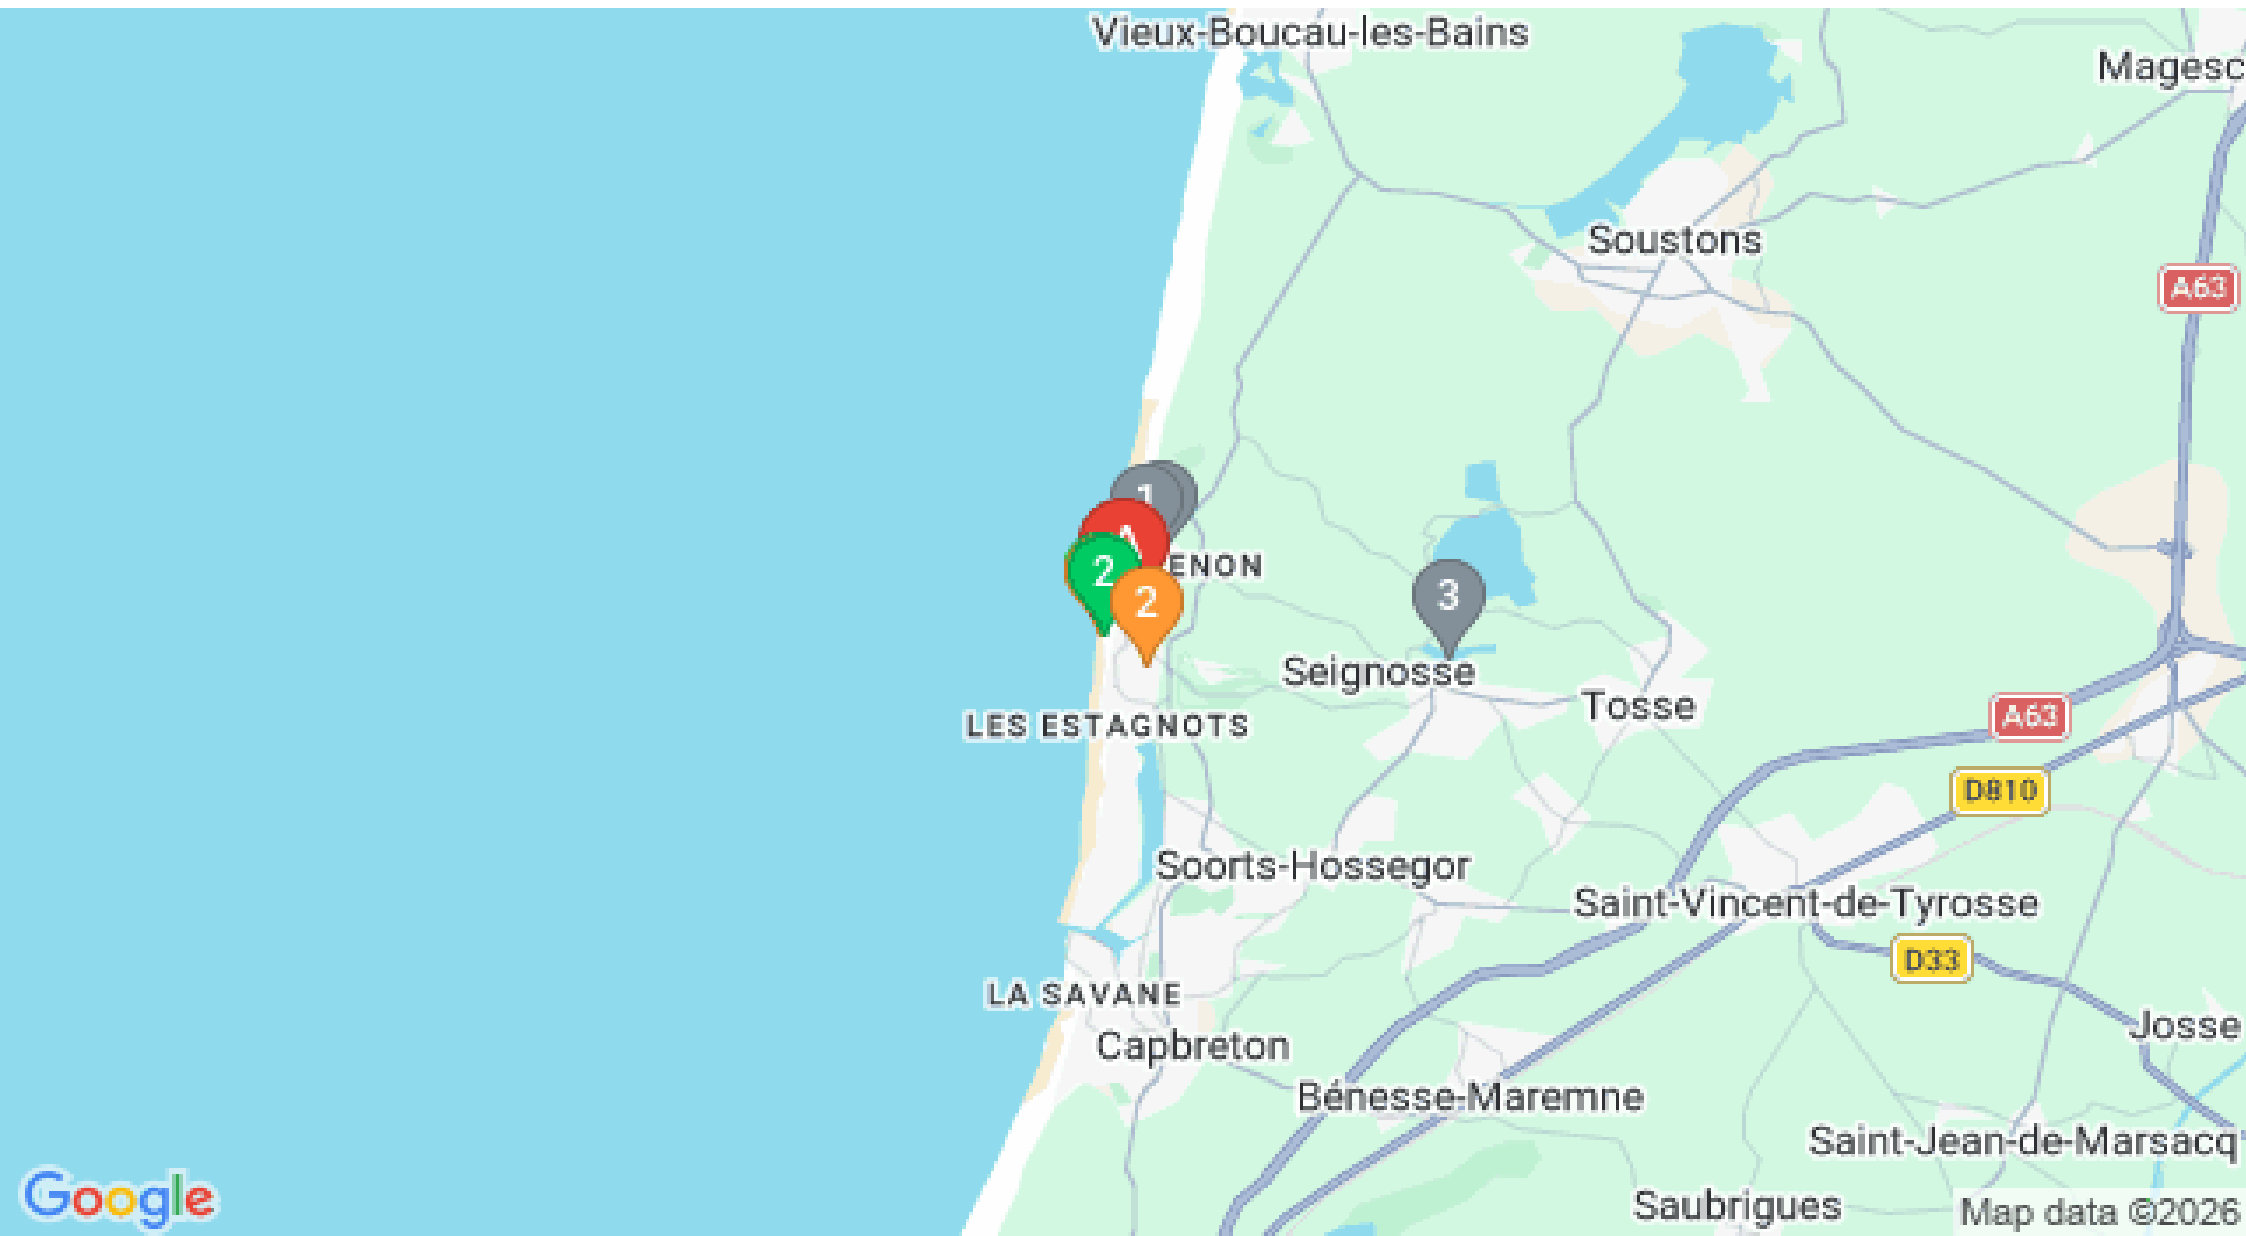 Vieux-Boucau-les-Bains
Magesc
Soustons
A63
1
A
2
ENON
2
3
Seignosse
Tosse
A63
LES ESTAGNOTS
D810
Soorts-Hossegor
Saint-Vincent-de-Tyrosse
D33
LA SAVANE
Josse
Capbreton
Bénesse-Maremne
Saint-Jean-de-Marsacq
Saubrigues
Google
Map data ©2026